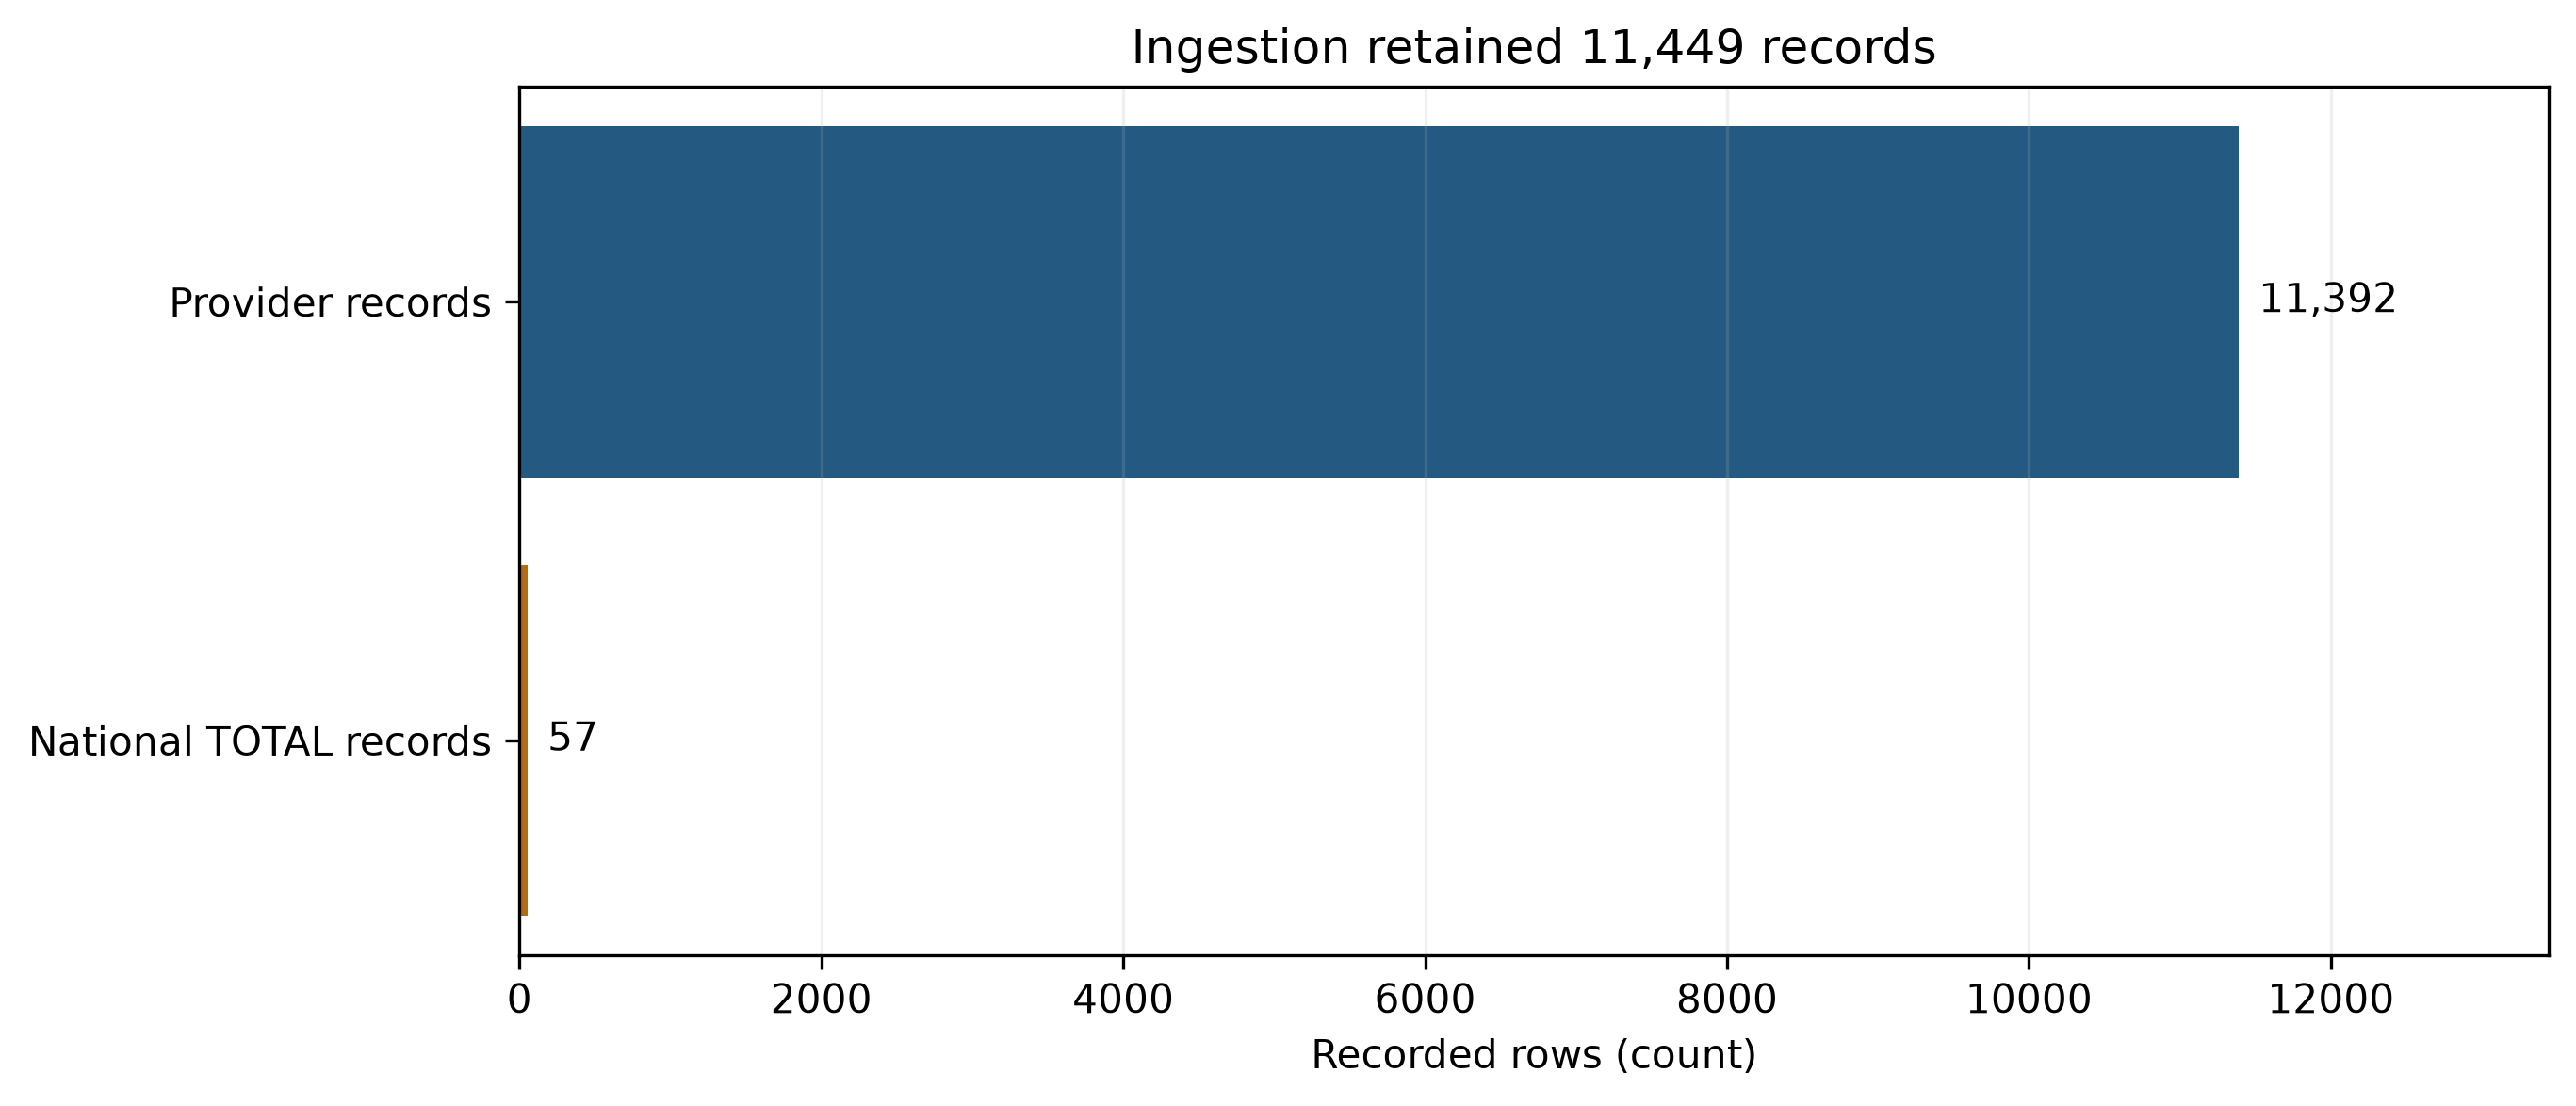 Ingestion retained 11,449 records
Provider records
11,392
National TOTAL records
57
0 2000 4000 6000 8000 10000 12000
Recorded rows (count)